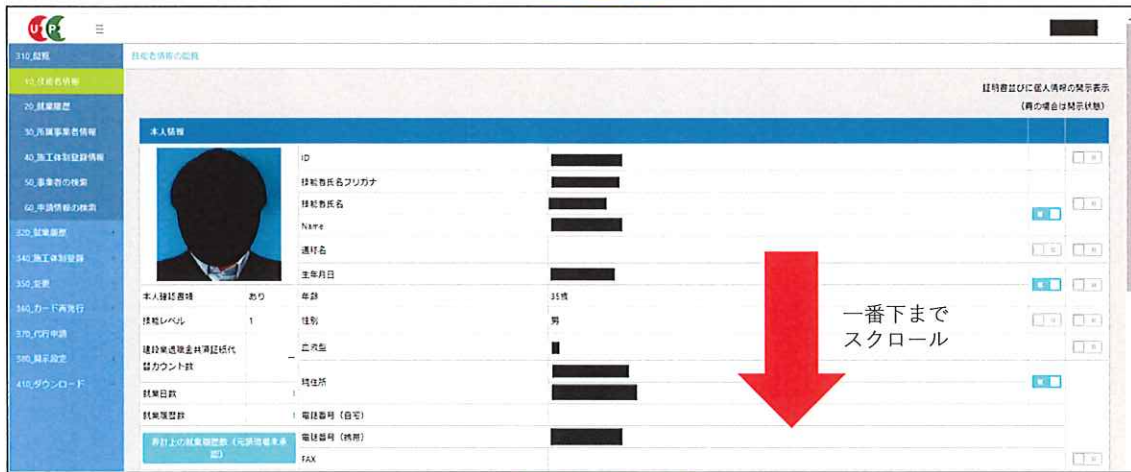 310_閲覧
技能者情報の閲覧
10_技能者情報
20_就業履歴
30_所属事業者情報
40_施工体制登録情報
50_事業者の検索
60_申請情報の検索
320_就業履歴
340_施工体制登録
350_変更
360_カード再発行
370_代行申請
380_開示設定
410_ダウンロード
証明書並びに個人情報の開示表示
(青の場合は開示状態)
本人情報
ID
技能者氏名フリガナ
技能者氏名
Name
通称名
生年月日
本人確認書類 あり
年齢 35歳
技能レベル 1
性別 男
建設業退職金共済証紙代
替カウント数
血液型
現住所
就業日数
就業履歴数
電話番号(自宅)
電話番号(携帯)
FAX
一番下まで
スクロール